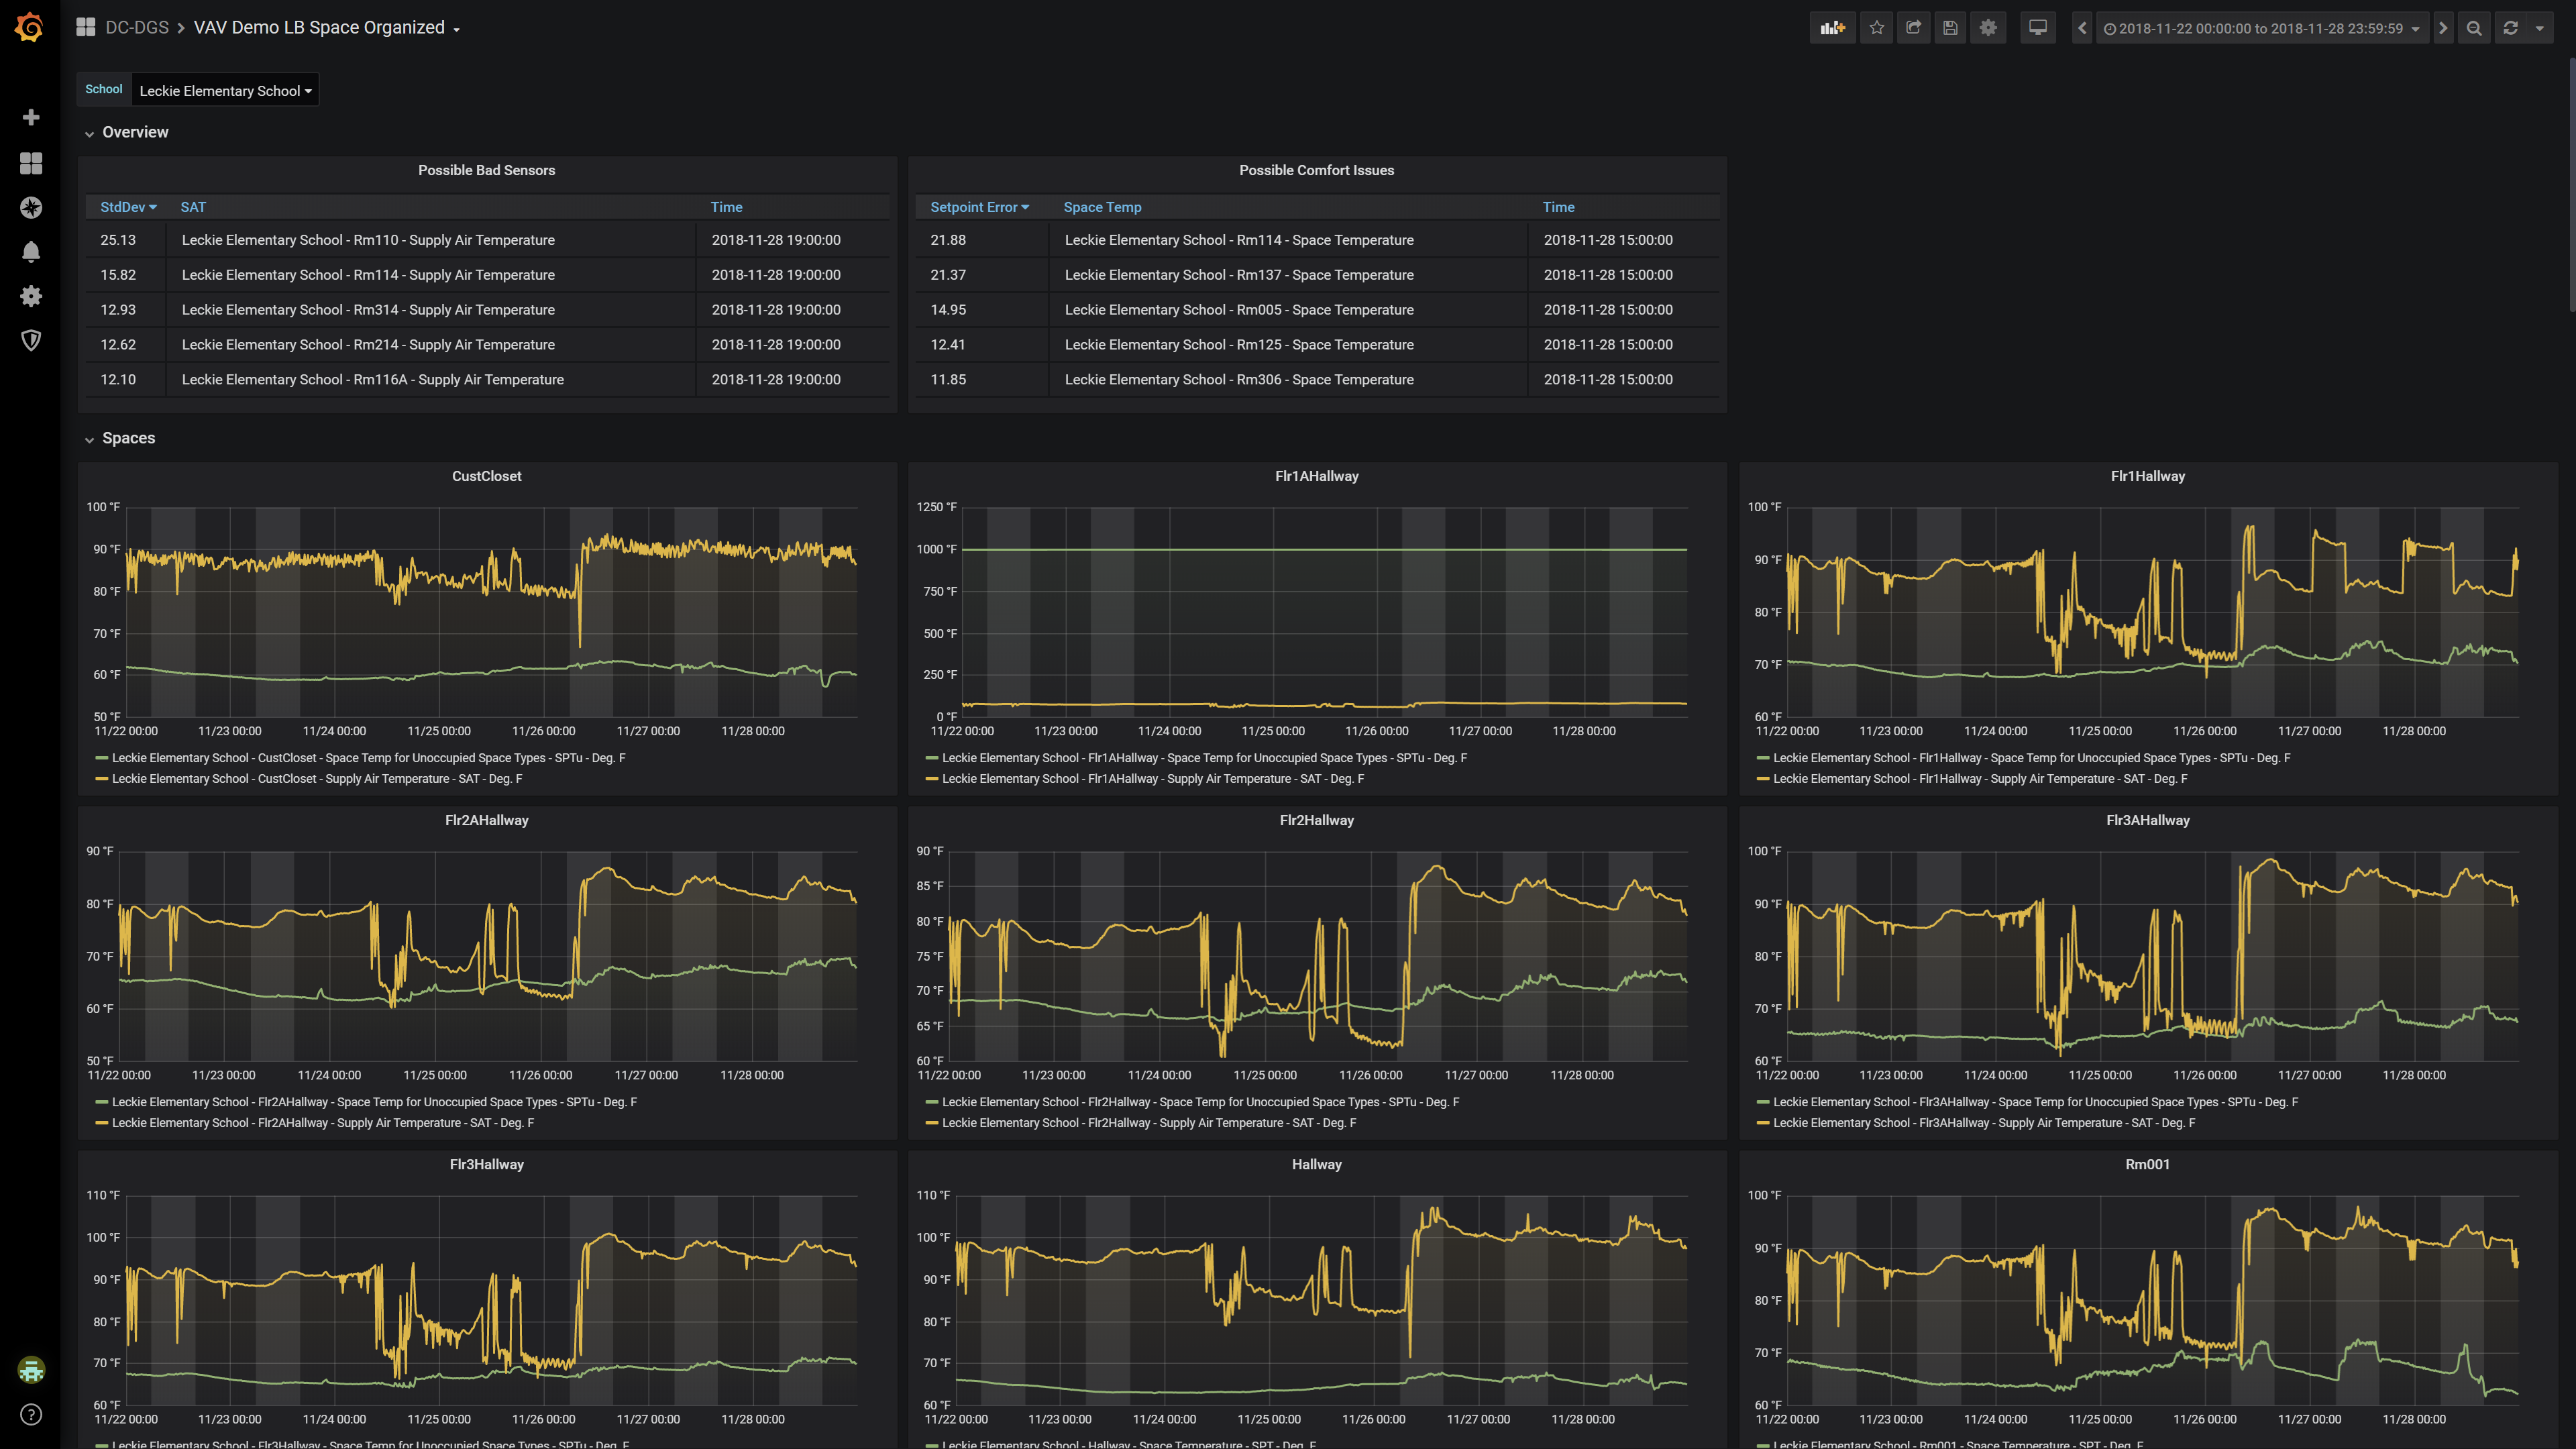 DC-DGS > VAV Demo LB Space Organized
2018-11-22 00:00:00 to 2018-11-28 23:59:59
School Leckie Elementary School
Overview
Possible Bad Sensors
StdDev SAT Time
25.13 Leckie Elementary School - Rm110 - Supply Air Temperature 2018-11-28 19:00:00
15.82 Leckie Elementary School - Rm114 - Supply Air Temperature 2018-11-28 19:00:00
12.93 Leckie Elementary School - Rm314 - Supply Air Temperature 2018-11-28 19:00:00
12.62 Leckie Elementary School - Rm214 - Supply Air Temperature 2018-11-28 19:00:00
12.10 Leckie Elementary School - Rm116A - Supply Air Temperature 2018-11-28 19:00:00
Possible Comfort Issues
Setpoint Error Space Temp Time
21.88 Leckie Elementary School - Rm114 - Space Temperature 2018-11-28 15:00:00
21.37 Leckie Elementary School - Rm137 - Space Temperature 2018-11-28 15:00:00
14.95 Leckie Elementary School - Rm005 - Space Temperature 2018-11-28 15:00:00
12.41 Leckie Elementary School - Rm125 - Space Temperature 2018-11-28 15:00:00
11.85 Leckie Elementary School - Rm306 - Space Temperature 2018-11-28 15:00:00
Spaces
CustCloset
100 °F
90 °F
80 °F
70 °F
60 °F
50 °F
11/22 00:00 11/23 00:00 11/24 00:00 11/25 00:00 11/26 00:00 11/27 00:00 11/28 00:00
Leckie Elementary School - CustCloset - Space Temp for Unoccupied Space Types - SPTu - Deg. F
Leckie Elementary School - CustCloset - Supply Air Temperature - SAT - Deg. F
Flr1AHallway
1250 °F
1000 °F
750 °F
500 °F
250 °F
0 °F
11/22 00:00 11/23 00:00 11/24 00:00 11/25 00:00 11/26 00:00 11/27 00:00 11/28 00:00
Leckie Elementary School - Flr1AHallway - Space Temp for Unoccupied Space Types - SPTu - Deg. F
Leckie Elementary School - Flr1AHallway - Supply Air Temperature - SAT - Deg. F
Flr1Hallway
100 °F
90 °F
80 °F
70 °F
60 °F
11/22 00:00 11/23 00:00 11/24 00:00 11/25 00:00 11/26 00:00 11/27 00:00 11/28 00:00
Leckie Elementary School - Flr1Hallway - Space Temp for Unoccupied Space Types - SPTu - Deg. F
Leckie Elementary School - Flr1Hallway - Supply Air Temperature - SAT - Deg. F
Flr2AHallway
90 °F
80 °F
70 °F
60 °F
50 °F
11/22 00:00 11/23 00:00 11/24 00:00 11/25 00:00 11/26 00:00 11/27 00:00 11/28 00:00
Leckie Elementary School - Flr2AHallway - Space Temp for Unoccupied Space Types - SPTu - Deg. F
Leckie Elementary School - Flr2AHallway - Supply Air Temperature - SAT - Deg. F
Flr2Hallway
90 °F
85 °F
80 °F
75 °F
70 °F
65 °F
60 °F
11/22 00:00 11/23 00:00 11/24 00:00 11/25 00:00 11/26 00:00 11/27 00:00 11/28 00:00
Leckie Elementary School - Flr2Hallway - Space Temp for Unoccupied Space Types - SPTu - Deg. F
Leckie Elementary School - Flr2Hallway - Supply Air Temperature - SAT - Deg. F
Flr3AHallway
100 °F
90 °F
80 °F
70 °F
60 °F
11/22 00:00 11/23 00:00 11/24 00:00 11/25 00:00 11/26 00:00 11/27 00:00 11/28 00:00
Leckie Elementary School - Flr3AHallway - Space Temp for Unoccupied Space Types - SPTu - Deg. F
Leckie Elementary School - Flr3AHallway - Supply Air Temperature - SAT - Deg. F
Flr3Hallway
110 °F
100 °F
90 °F
80 °F
70 °F
60 °F
11/22 00:00 11/23 00:00 11/24 00:00 11/25 00:00 11/26 00:00 11/27 00:00 11/28 00:00
Leckie Elementary School - Flr3Hallway - Space Temp for Unoccupied Space Types - SPTu - Deg. F
Hallway
110 °F
100 °F
90 °F
80 °F
70 °F
60 °F
11/22 00:00 11/23 00:00 11/24 00:00 11/25 00:00 11/26 00:00 11/27 00:00 11/28 00:00
Leckie Elementary School - Hallway - Space Temperature - SPT - Deg. F
Rm001
100 °F
90 °F
80 °F
70 °F
60 °F
11/22 00:00 11/23 00:00 11/24 00:00 11/25 00:00 11/26 00:00 11/27 00:00 11/28 00:00
Leckie Elementary School - Rm001 - Space Temperature - SPT - Deg. F